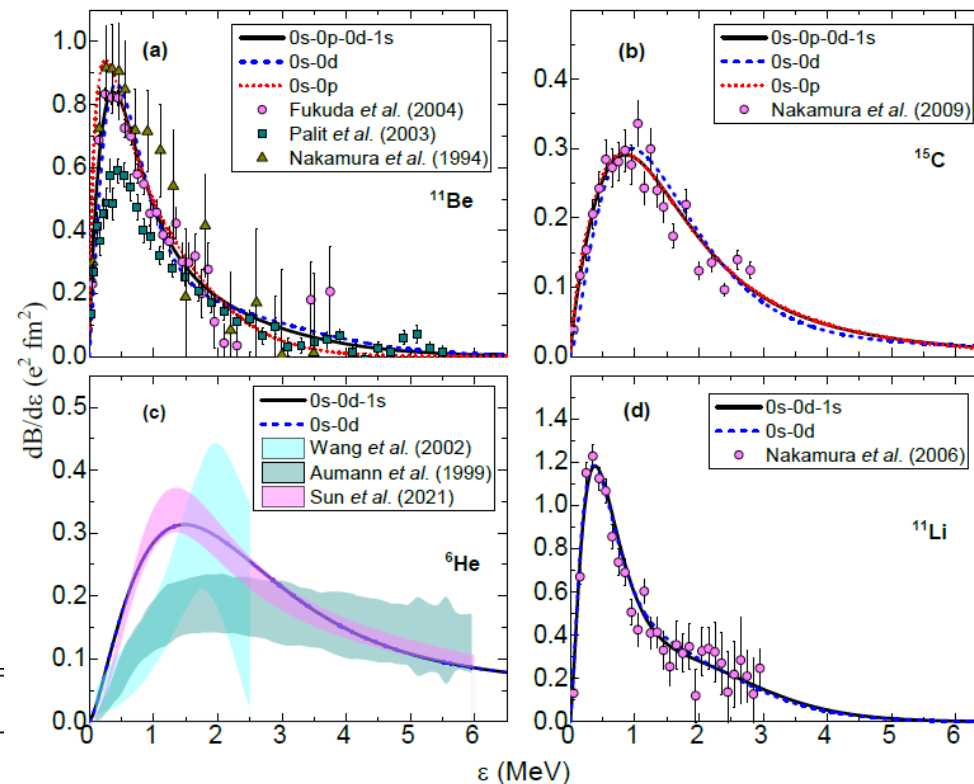 (a)
0s-0p-0d-1s
0s-0d
0s-0p
Fukuda et al. (2004)
Palit et al. (2003)
Nakamura et al. (1994)
¹¹Be
1.0
0.8
0.6
0.4
0.2
0.0
(b)
0s-0p-0d-1s
0s-0d
0s-0p
Nakamura et al. (2009)
¹⁵C
0.4
0.3
0.2
0.1
0.0
dB/dε (e² fm²)
(c)
0s-0d-1s
0s-0d
Wang et al. (2002)
Aumann et al. (1999)
Sun et al. (2021)
⁶He
0.5
0.4
0.3
0.2
0.1
0.0
0 1 2 3 4 5 6
(d)
0s-0d-1s
0s-0d
Nakamura et al. (2006)
¹¹Li
1.4
1.2
1.0
0.8
0.6
0.4
0.2
0.0
0 1 2 3 4 5 6
ε (MeV)